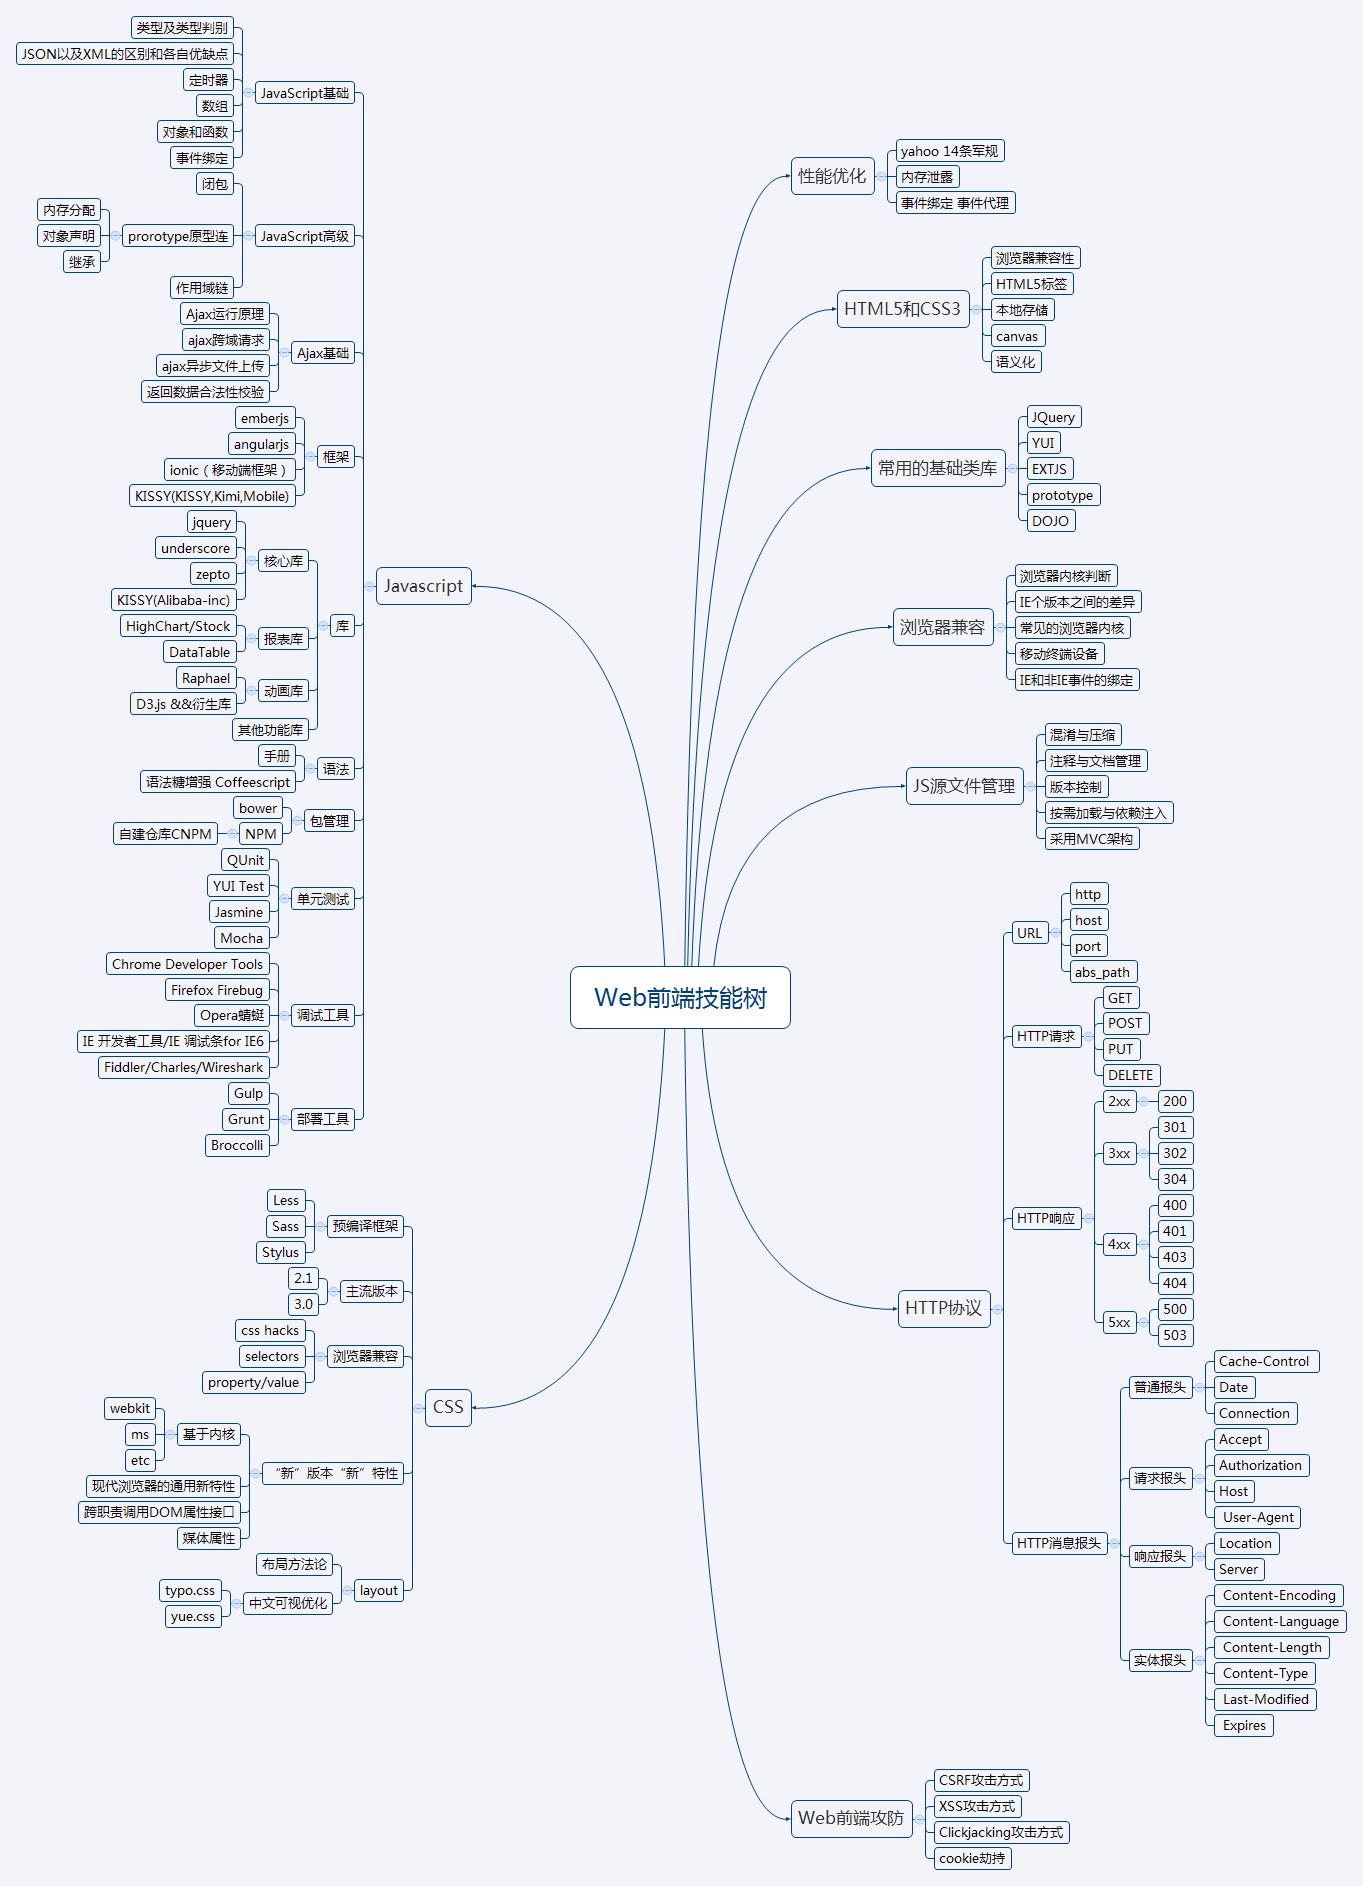 Web前端技能树
Javascript
JavaScript基础
类型及类型判别
JSON以及XML的区别和各自优缺点
定时器
数组
对象和函数
事件绑定
JavaScript高级
闭包
prorotype原型连
内存分配
对象声明
继承
作用域链
Ajax基础
Ajax运行原理
ajax跨域请求
ajax异步文件上传
返回数据合法性校验
框架
emberjs
angularjs
ionic（移动端框架）
KISSY(KISSY,Kimi,Mobile)
库
核心库
jquery
underscore
zepto
KISSY(Alibaba-inc)
报表库
HighChart/Stock
DataTable
动画库
Raphael
D3.js &&衍生库
其他功能库
语法
手册
语法糖增强 Coffeescript
包管理
bower
NPM
自建仓库CNPM
单元测试
QUnit
YUI Test
Jasmine
Mocha
调试工具
Chrome Developer Tools
Firefox Firebug
Opera蜻蜓
IE 开发者工具/IE 调试条for IE6
Fiddler/Charles/Wireshark
部署工具
Gulp
Grunt
Broccolli
CSS
预编译框架
Less
Sass
Stylus
主流版本
2.1
3.0
浏览器兼容
css hacks
selectors
property/value
“新”版本“新”特性
基于内核
webkit
ms
etc
现代浏览器的通用新特性
跨职责调用DOM属性接口
媒体属性
layout
布局方法论
中文可视优化
typo.css
yue.css
性能优化
yahoo 14条军规
内存泄露
事件绑定 事件代理
HTML5和CSS3
浏览器兼容性
HTML5标签
本地存储
canvas
语义化
常用的基础类库
JQuery
YUI
EXTJS
prototype
DOJO
浏览器兼容
浏览器内核判断
IE个版本之间的差异
常见的浏览器内核
移动终端设备
IE和非IE事件的绑定
JS源文件管理
混淆与压缩
注释与文档管理
版本控制
按需加载与依赖注入
采用MVC架构
HTTP协议
URL
http
host
port
abs_path
HTTP请求
GET
POST
PUT
DELETE
HTTP响应
2xx
200
3xx
301
302
304
4xx
400
401
403
404
5xx
500
503
HTTP消息报头
普通报头
Cache-Control
Date
Connection
请求报头
Accept
Authorization
Host
User-Agent
响应报头
Location
Server
实体报头
Content-Encoding
Content-Language
Content-Length
Content-Type
Last-Modified
Expires
Web前端攻防
CSRF攻击方式
XSS攻击方式
Clickjacking攻击方式
cookie劫持